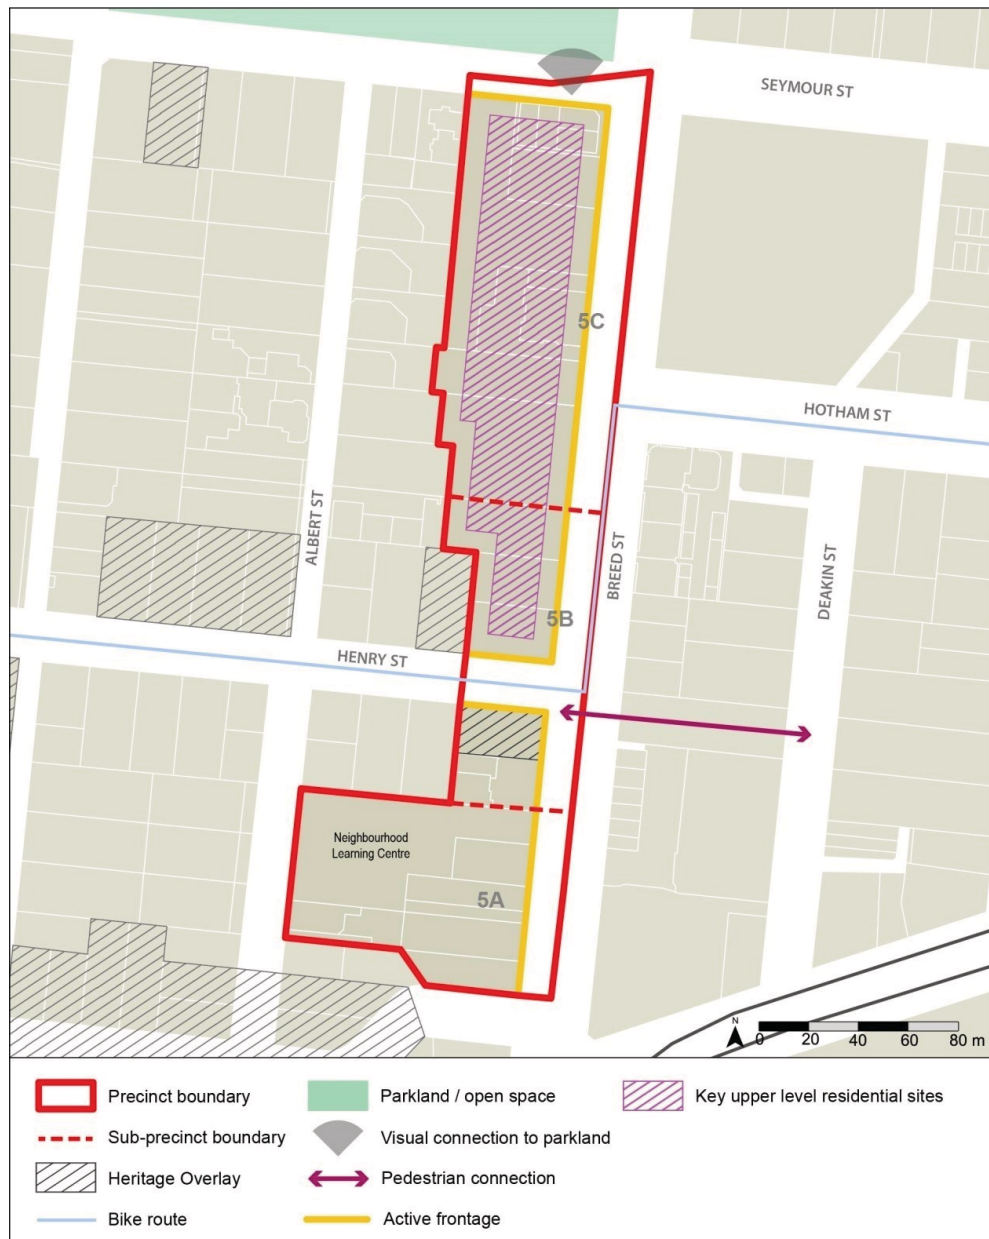 SEYMOUR ST
5C
HOTHAM ST
ALBERT ST
BREED ST
DEAKIN ST
5B
HENRY ST
Neighbourhood
Learning Centre
5A
N
0 20 40 60 80 m
Precinct boundary
Parkland / open space
Key upper level residential sites
Sub-precinct boundary
Visual connection to parkland
Heritage Overlay
Pedestrian connection
Bike route
Active frontage